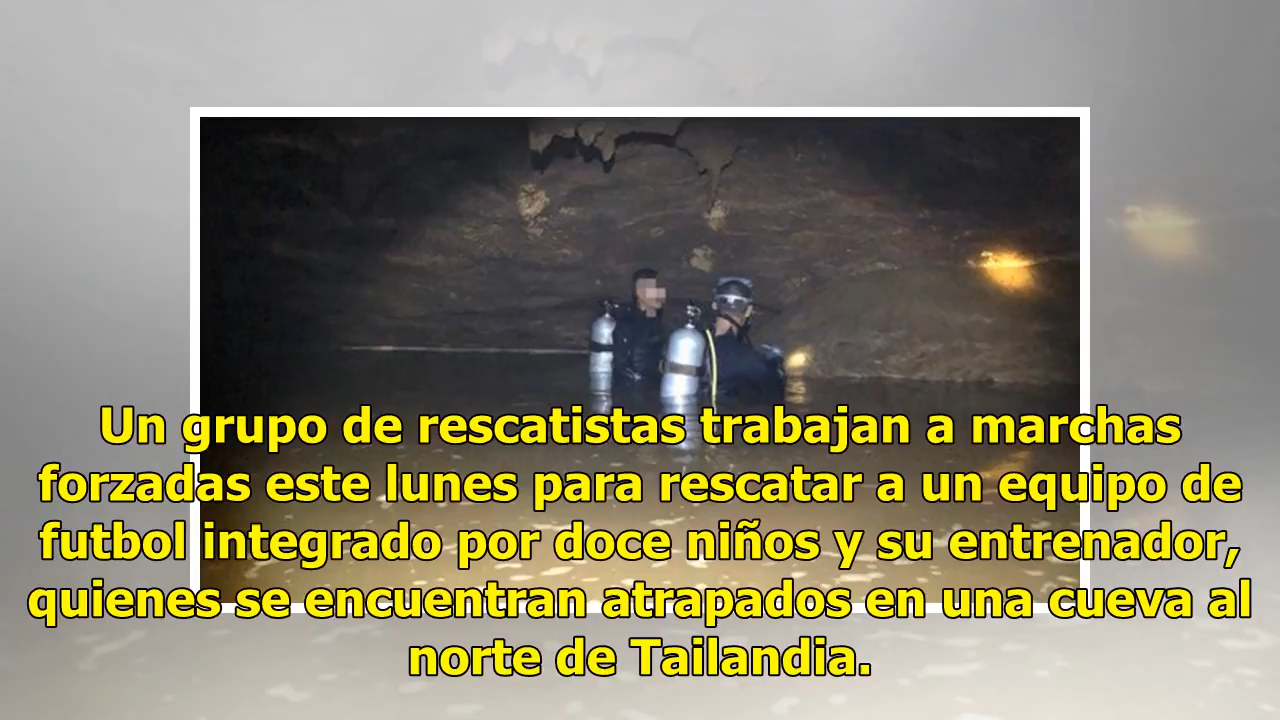 Un grupo de rescatistas trabajan a marchas
forzadas este lunes para rescatar a un equipo de
futbol integrado por doce niños y su entrenador,
quienes se encuentran atrapados en una cueva al
norte de Tailandia.